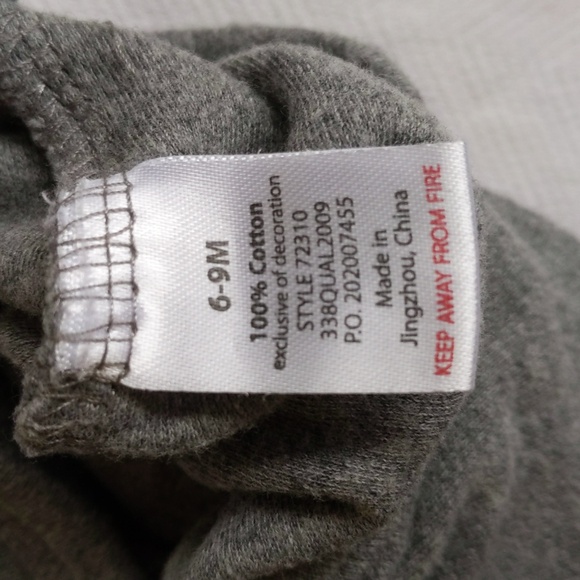 6-9M
100% Cotton
exclusive of decoration
STYLE 72310
338QUAL2009
P.O. 202007455
Made in
Jingzhou, China
KEEP AWAY FROM FIRE